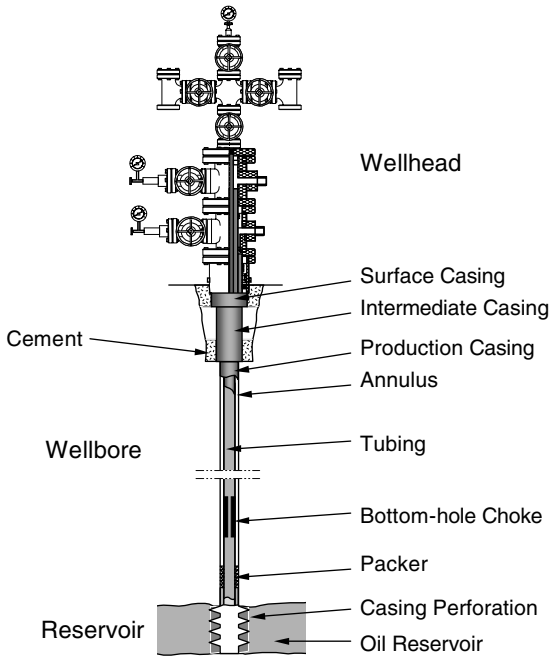 Wellhead
Surface Casing
Intermediate Casing
Cement
Production Casing
Annulus
Tubing
Wellbore
Bottom-hole Choke
Packer
Casing Perforation
Reservoir
Oil Reservoir